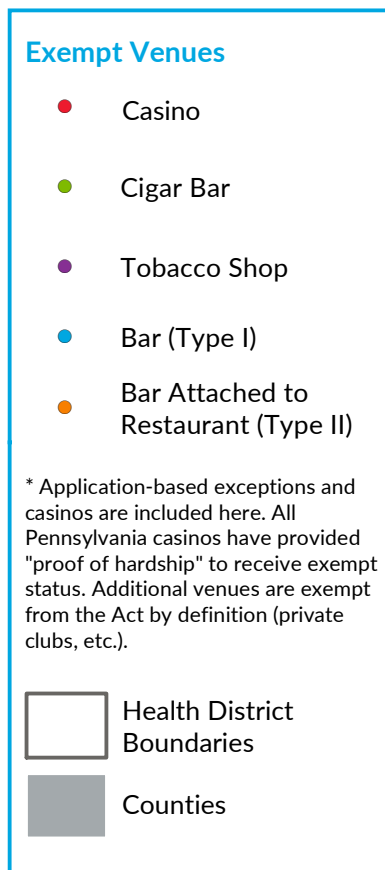 Exempt Venues
Casino
Cigar Bar
Tobacco Shop
Bar (Type I)
Bar Attached to
Restaurant (Type II)
* Application-based exceptions and
casinos are included here. All
Pennsylvania casinos have provided
"proof of hardship" to receive exempt
status. Additional venues are exempt
from the Act by definition (private
clubs, etc.).
Health District
Boundaries
Counties